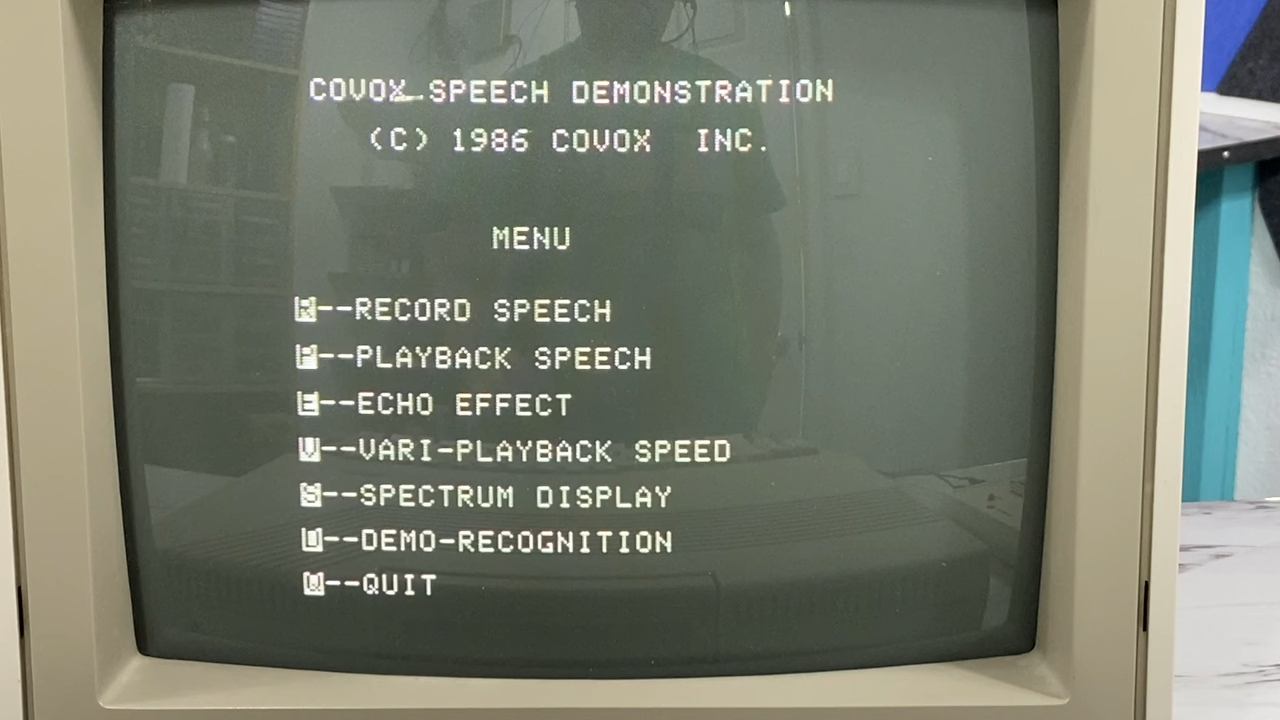 COVOX SPEECH DEMONSTRATION
(C) 1986 COVOX INC.
MENU
R--RECORD SPEECH
P--PLAYBACK SPEECH
E--ECHO EFFECT
V--VARI-PLAYBACK SPEED
S--SPECTRUM DISPLAY
D--DEMO-RECOGNITION
Q--QUIT